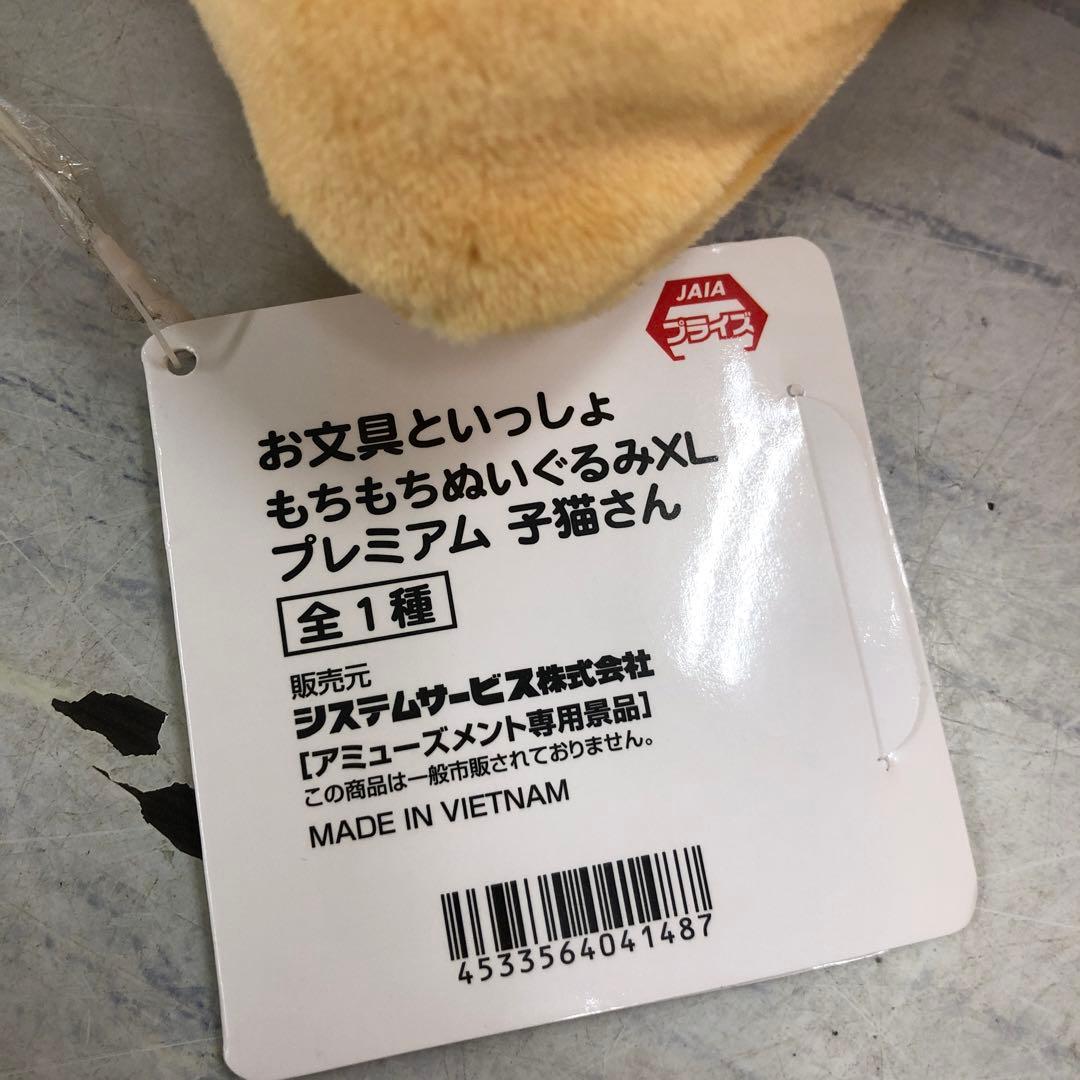 JAIA
プライズ
お文具といっしょ
もちもちぬいぐるみXL
プレミアム 子猫さん
全1種
販売元
システムサービス株式会社
[アミューズメント専用景品]
この商品は一般市販されておりません。
MADE IN VIETNAM
4533564041487